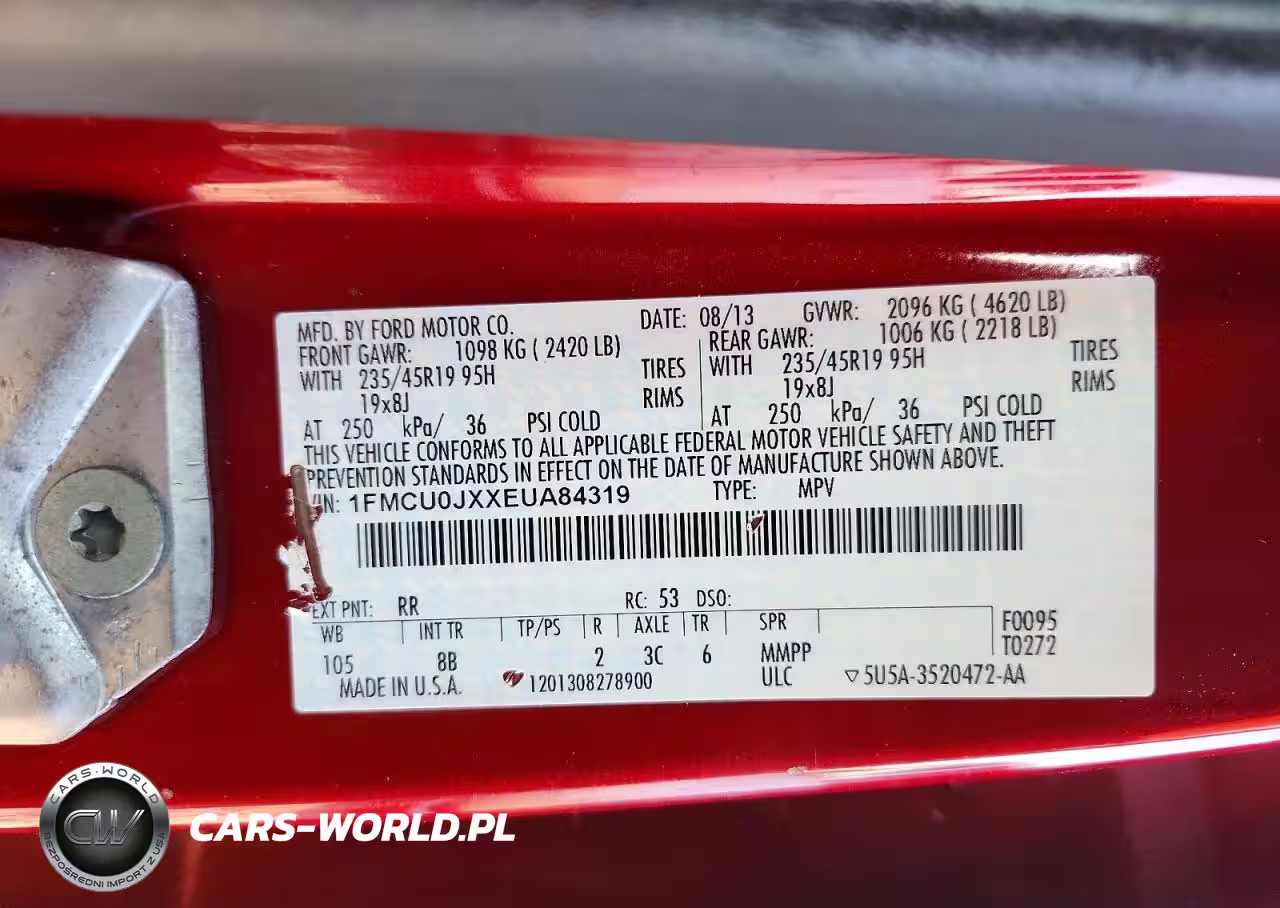 MFD. BY FORD MOTOR CO. DATE: 08/13 GVWR: 2096 KG ( 4620 LB)
FRONT GAWR: 1098 KG ( 2420 LB) REAR GAWR: 1006 KG ( 2218 LB)
WITH 235/45R19 95H TIRES WITH 235/45R19 95H TIRES
19x8J RIMS 19x8J RIMS
AT 250 kPa/ 36 PSI COLD AT 250 kPa/ 36 PSI COLD
THIS VEHICLE CONFORMS TO ALL APPLICABLE FEDERAL MOTOR VEHICLE SAFETY AND THEFT
PREVENTION STANDARDS IN EFFECT ON THE DATE OF MANUFACTURE SHOWN ABOVE.
VIN: 1FMCU0JXXEUA84319 TYPE: MPV
EXT PNT: RR RC: 53 DSO:
WB INT TR TP/PS R AXLE TR SPR F0095
105 8B 2 3C 6 MMPP T0272
MADE IN U.S.A. 1201308278900 ULC 5U5A-3520472-AA
CARS-WORLD
CW
BEZPOŚREDNI IMPORT Z USA
CARS-WORLD.PL